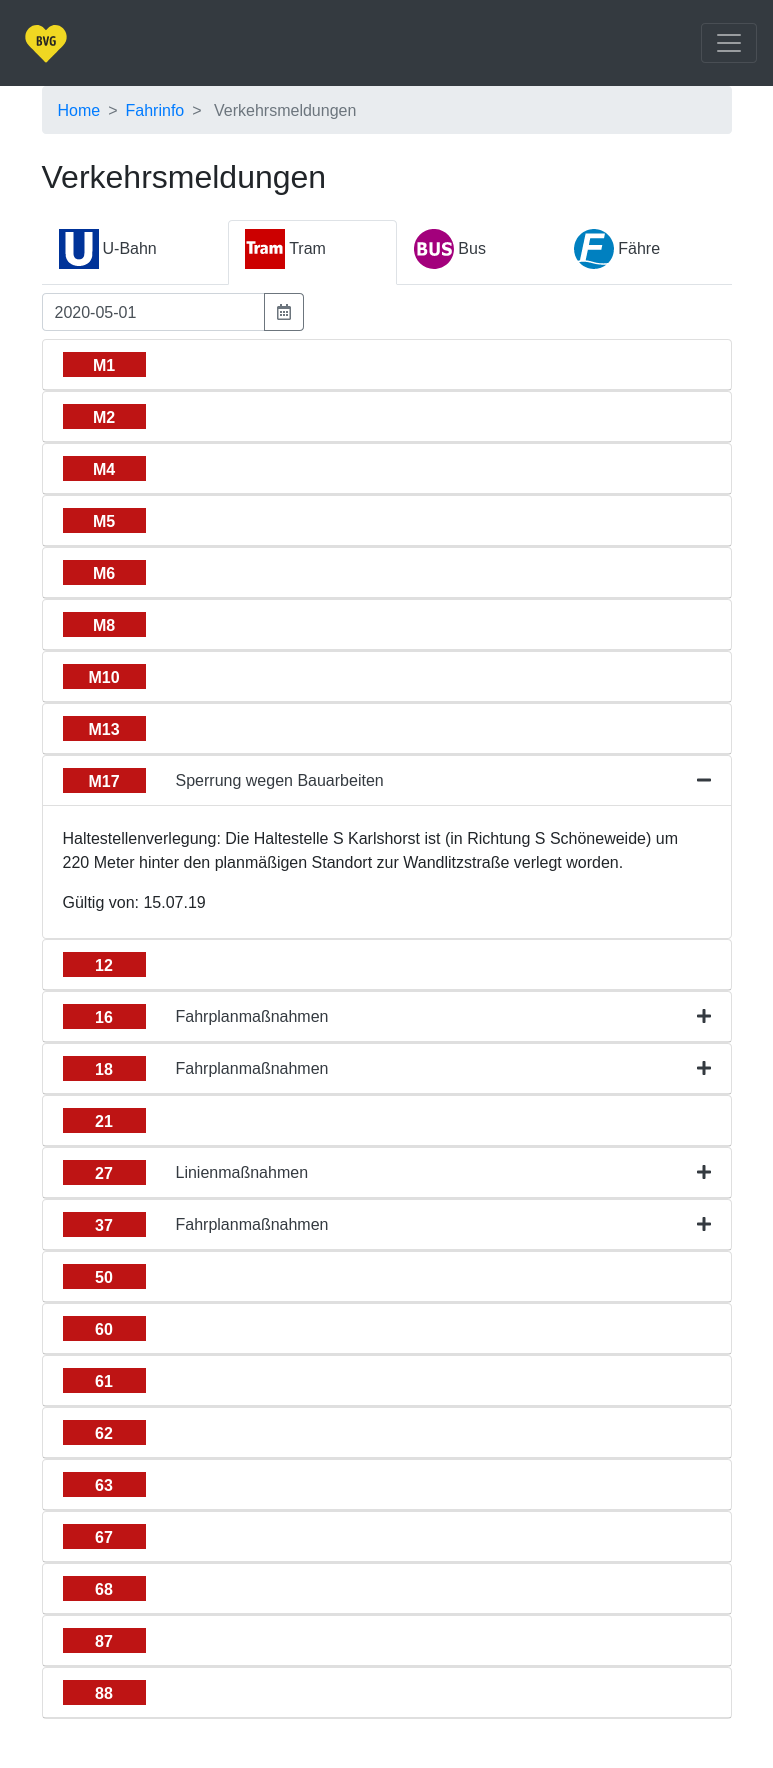 BVG
Home > Fahrinfo > Verkehrsmeldungen
Verkehrsmeldungen
U U-Bahn
Tram Tram
BUS Bus
F Fähre
2020-05-01
M1
M2
M4
M5
M6
M8
M10
M13
M17 Sperrung wegen Bauarbeiten
Haltestellenverlegung: Die Haltestelle S Karlshorst ist (in Richtung S Schöneweide) um
220 Meter hinter den planmäßigen Standort zur Wandlitzstraße verlegt worden.
Gültig von: 15.07.19
12
16 Fahrplanmaßnahmen
18 Fahrplanmaßnahmen
21
27 Linienmaßnahmen
37 Fahrplanmaßnahmen
50
60
61
62
63
67
68
87
88